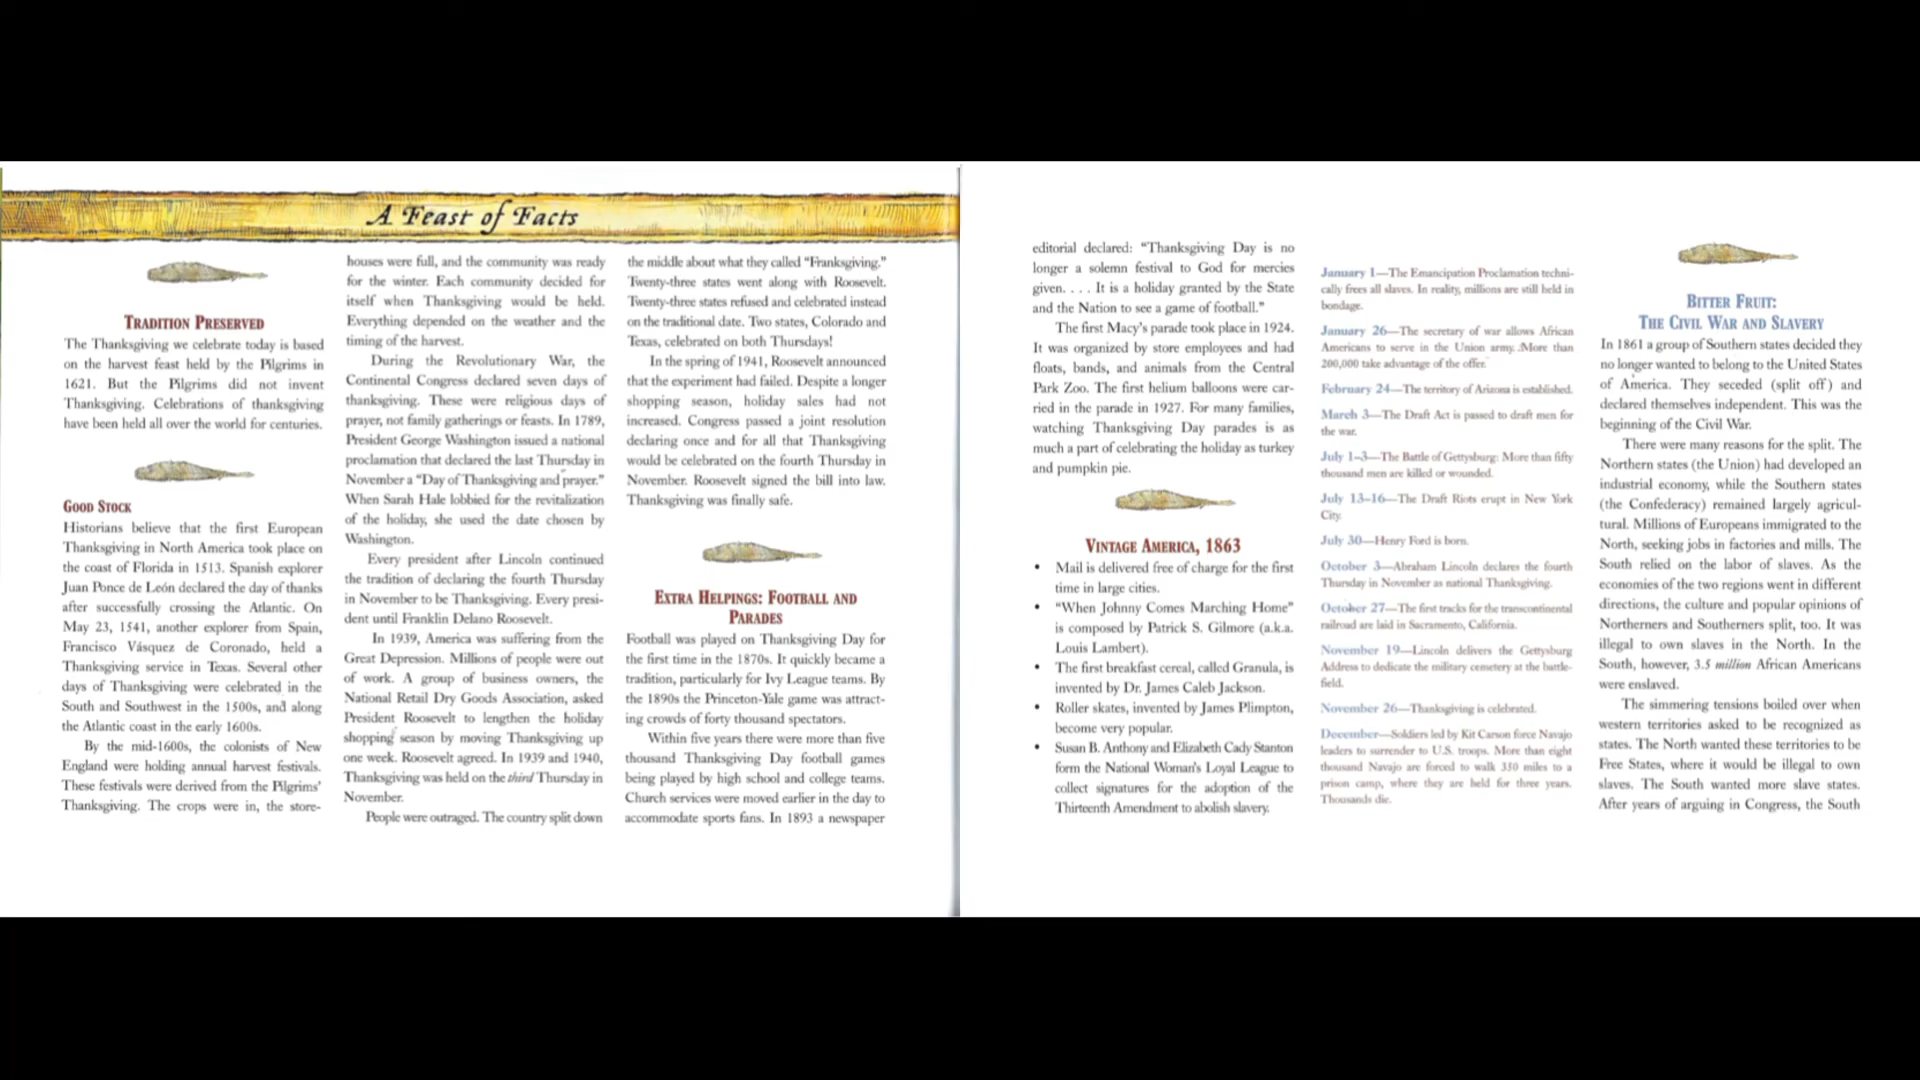 A Feast of Facts
TRADITION PRESERVED
The Thanksgiving we celebrate today is based
on the harvest feast held by the Pilgrims in
1621. But the Pilgrims did not invent
Thanksgiving. Celebrations of thanksgiving
have been held all over the world for centuries.
GOOD STOCK
Historians believe that the first European
Thanksgiving in North America took place on
the coast of Florida in 1513. Spanish explorer
Juan Ponce de León declared the day of thanks
after successfully crossing the Atlantic. On
May 23, 1541, another explorer from Spain,
Francisco Vásquez de Coronado, held a
Thanksgiving service in Texas. Several other
days of Thanksgiving were celebrated in the
South and Southwest in the 1500s, and along
the Atlantic coast in the early 1600s.
By the mid-1600s, the colonists of New
England were holding annual harvest festivals.
These festivals were derived from the Pilgrims'
Thanksgiving. The crops were in, the store-
houses were full, and the community was ready
for the winter. Each community decided for
itself when Thanksgiving would be held.
Everything depended on the weather and the
timing of the harvest.
During the Revolutionary War, the
Continental Congress declared seven days of
thanksgiving. These were religious days of
prayer, not family gatherings or feasts. In 1789,
President George Washington issued a national
proclamation that declared the last Thursday in
November a “Day of Thanksgiving and prayer.”
When Sarah Hale lobbied for the revitalization
of the holiday, she used the date chosen by
Washington.
Every president after Lincoln continued
the tradition of declaring the fourth Thursday
in November to be Thanksgiving. Every presi-
dent until Franklin Delano Roosevelt.
In 1939, America was suffering from the
Great Depression. Millions of people were out
of work. A group of business owners, the
National Retail Dry Goods Association, asked
President Roosevelt to lengthen the holiday
shopping season by moving Thanksgiving up
one week. Roosevelt agreed. In 1939 and 1940,
Thanksgiving was held on the third Thursday in
November.
People were outraged. The country split down
the middle about what they called “Franksgiving.”
Twenty-three states went along with Roosevelt.
Twenty-three states refused and celebrated instead
on the traditional date. Two states, Colorado and
Texas, celebrated on both Thursdays!
In the spring of 1941, Roosevelt announced
that the experiment had failed. Despite a longer
shopping season, holiday sales had not
increased. Congress passed a joint resolution
declaring once and for all that Thanksgiving
would be celebrated on the fourth Thursday in
November. Roosevelt signed the bill into law.
Thanksgiving was finally safe.
EXTRA HELPINGS: FOOTBALL AND
PARADES
Football was played on Thanksgiving Day for
the first time in the 1870s. It quickly became a
tradition, particularly for Ivy League teams. By
the 1890s the Princeton-Yale game was attract-
ing crowds of forty thousand spectators.
Within five years there were more than five
thousand Thanksgiving Day football games
being played by high school and college teams.
Church services were moved earlier in the day to
accommodate sports fans. In 1893 a newspaper
editorial declared: “Thanksgiving Day is no
longer a solemn festival to God for mercies
given. . . . It is a holiday granted by the State
and the Nation to see a game of football.”
The first Macy's parade took place in 1924.
It was organized by store employees and had
floats, bands, and animals from the Central
Park Zoo. The first helium balloons were car-
ried in the parade in 1927. For many families,
watching Thanksgiving Day parades is as
much a part of celebrating the holiday as turkey
and pumpkin pie.
VINTAGE AMERICA, 1863
• Mail is delivered free of charge for the first
time in large cities.
• “When Johnny Comes Marching Home”
is composed by Patrick S. Gilmore (a.k.a.
Louis Lambert).
• The first breakfast cereal, called Granula, is
invented by Dr. James Caleb Jackson.
• Roller skates, invented by James Plimpton,
become very popular.
• Susan B. Anthony and Elizabeth Cady Stanton
form the National Woman's Loyal League to
collect signatures for the adoption of the
Thirteenth Amendment to abolish slavery.
January 1—The Emancipation Proclamation techni-
cally frees all slaves. In reality, millions are still held in
bondage.
January 26—The secretary of war allows African
Americans to serve in the Union army. More than
200,000 take advantage of the offer.
February 24—The territory of Arizona is established.
March 3—The Draft Act is passed to draft men for
the war.
July 1–3—The Battle of Gettysburg: More than fifty
thousand men are killed or wounded.
July 13–16—The Draft Riots erupt in New York
City.
July 30—Henry Ford is born.
October 3—Abraham Lincoln declares the fourth
Thursday in November as national Thanksgiving.
October 27—The first tracks for the transcontinental
railroad are laid in Sacramento, California.
November 19—Lincoln delivers the Gettysburg
Address to dedicate the military cemetery at the battle-
field.
November 26—Thanksgiving is celebrated.
December—Soldiers led by Kit Carson force Navajo
leaders to surrender to U.S. troops. More than eight
thousand Navajo are forced to walk 350 miles to a
prison camp, where they are held for three years.
Thousands die.
BITTER FRUIT:
THE CIVIL WAR AND SLAVERY
In 1861 a group of Southern states decided they
no longer wanted to belong to the United States
of America. They seceded (split off) and
declared themselves independent. This was the
beginning of the Civil War.
There were many reasons for the split. The
Northern states (the Union) had developed an
industrial economy, while the Southern states
(the Confederacy) remained largely agricul-
tural. Millions of Europeans immigrated to the
North, seeking jobs in factories and mills. The
South relied on the labor of slaves. As the
economies of the two regions went in different
directions, the culture and popular opinions of
Northerners and Southerners split, too. It was
illegal to own slaves in the North. In the
South, however, 3.5 million African Americans
were enslaved.
The simmering tensions boiled over when
western territories asked to be recognized as
states. The North wanted these territories to be
Free States, where it would be illegal to own
slaves. The South wanted more slave states.
After years of arguing in Congress, the South